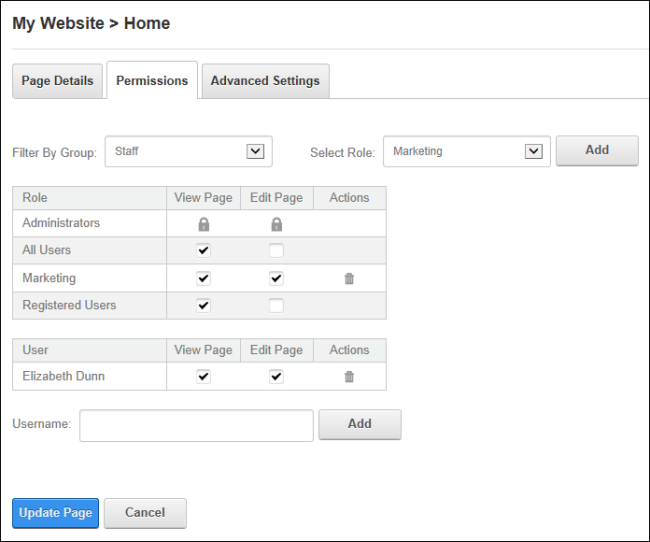 My Website > Home
Page Details Permissions Advanced Settings
Filter By Group: Staff Select Role: Marketing Add
Role View Page Edit Page Actions
Administrators
All Users
Marketing
Registered Users
User View Page Edit Page Actions
Elizabeth Dunn
Username: Add
Update Page Cancel